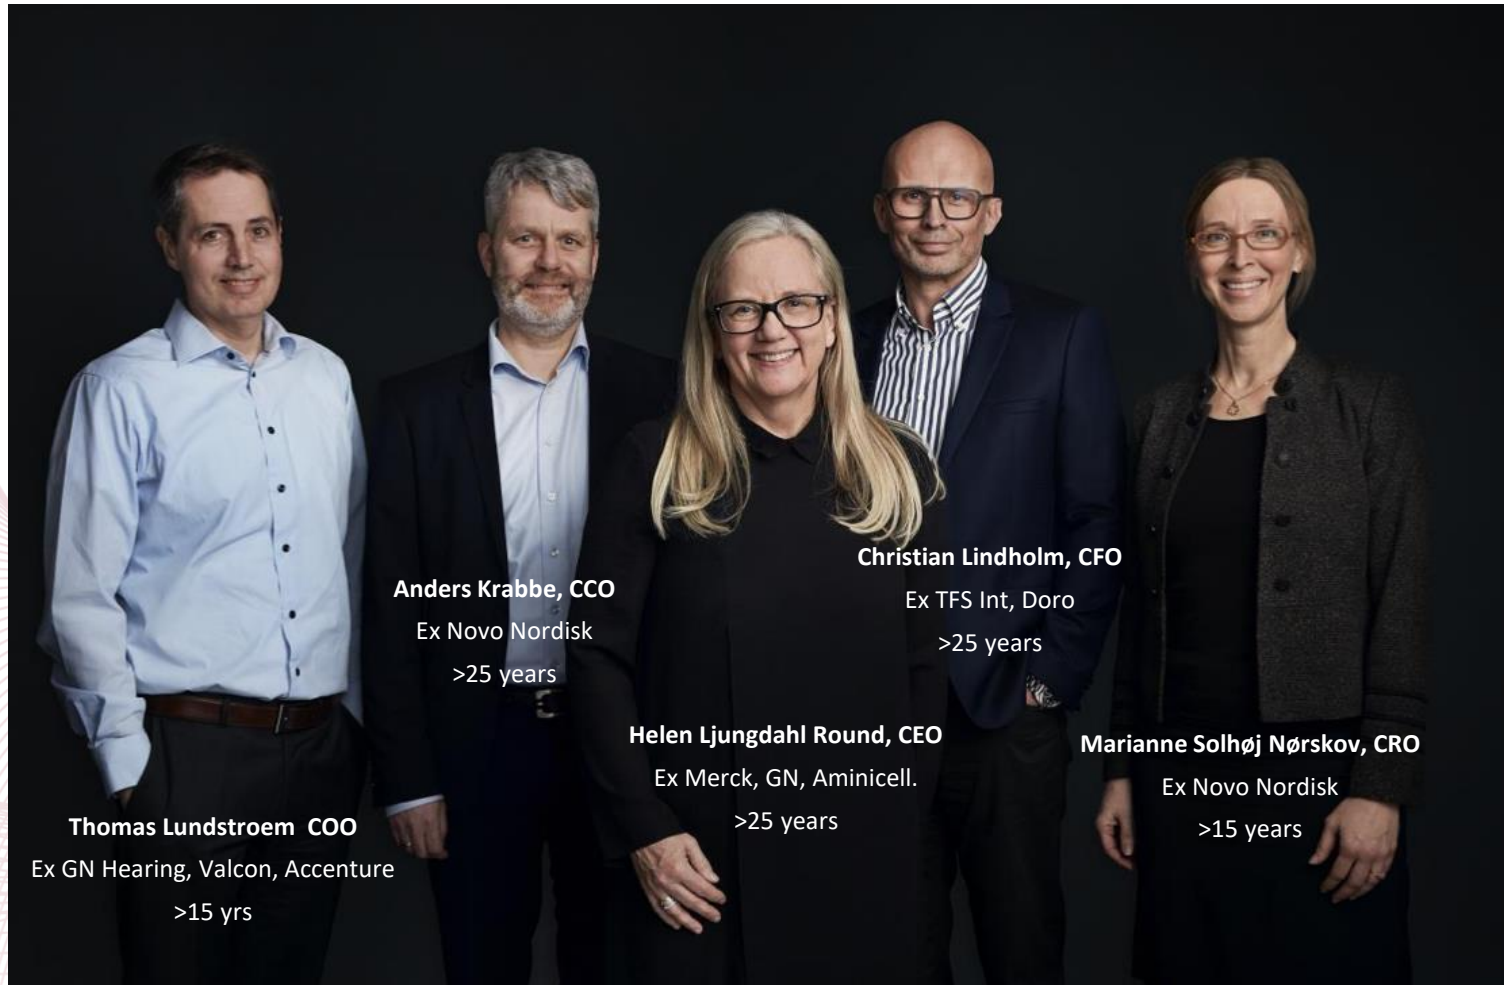 Thomas Lundstroem  COO
Ex GN Hearing, Valcon, Accenture
>15 yrs
Anders Krabbe, CCO
Ex Novo Nordisk
>25 years
Helen Ljungdahl Round, CEO
Ex Merck, GN, Aminicell.
>25 years
Christian Lindholm, CFO
Ex TFS Int, Doro
>25 years
Marianne Solhøj Nørskov, CRO
Ex Novo Nordisk
>15 years